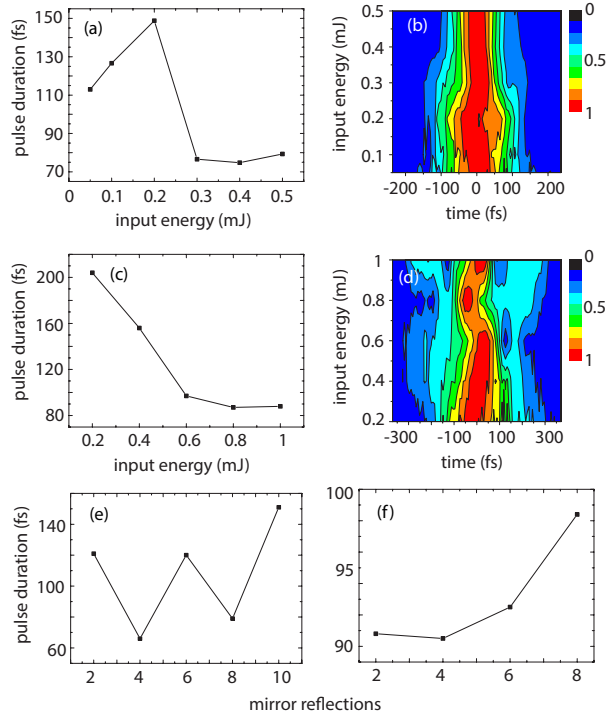 (a)
pulse duration (fs)
150
130
110
90
70
0 0.1 0.2 0.3 0.4 0.5
input energy (mJ)
(b)
input energy (mJ)
0.5
0.4
0.3
0.2
0.1
-200 -100 0 100 200
time (fs)
0
0.5
1
(c)
pulse duration (fs)
200
160
120
80
0.2 0.4 0.6 0.8 1
input energy (mJ)
(d)
input energy (mJ)
1
0.8
0.6
0.4
0.2
-300 -100 0 100 300
time (fs)
0
0.5
1
(e)
pulse duration (fs)
140
100
60
2 4 6 8 10
(f)
100
95
90
2 4 6 8
mirror reflections